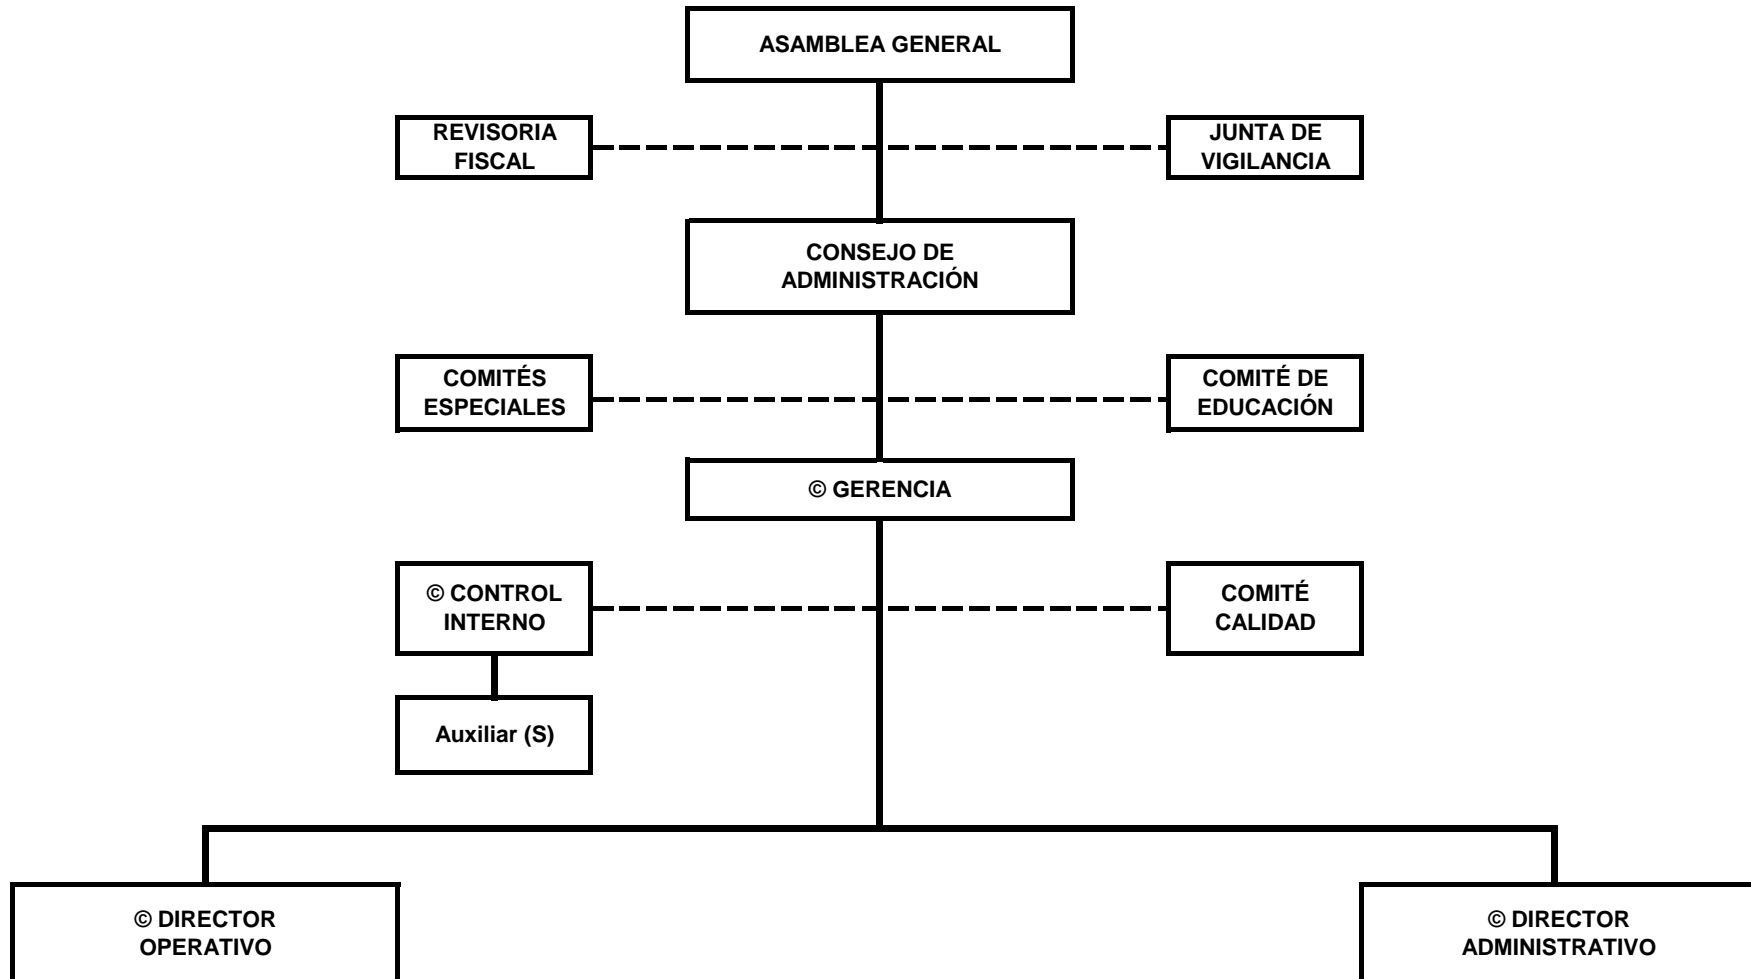 ASAMBLEA GENERAL
REVISORIA
FISCAL
JUNTA DE
VIGILANCIA
CONSEJO DE
ADMINISTRACIÓN
COMITÉS
ESPECIALES
COMITÉ DE
EDUCACIÓN
© GERENCIA
© CONTROL
INTERNO
COMITÉ
CALIDAD
Auxiliar (S)
© DIRECTOR
OPERATIVO
© DIRECTOR
ADMINISTRATIVO